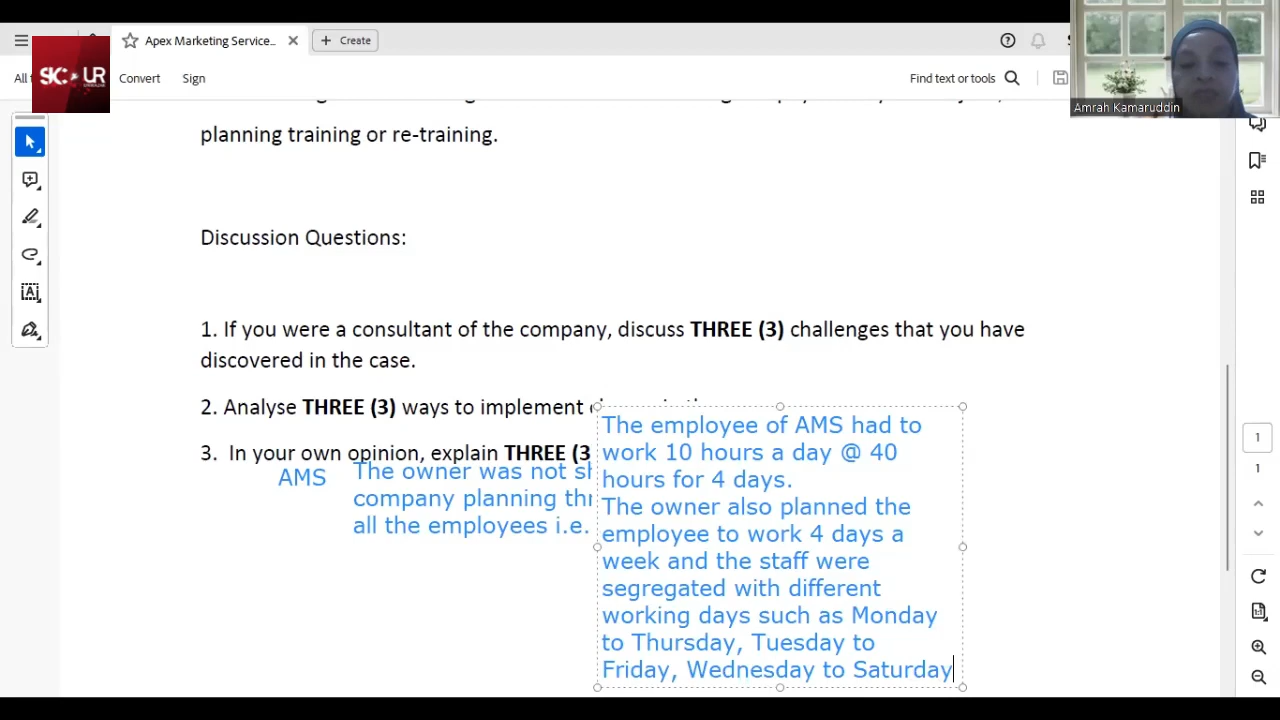 Apex Marketing Service...
Create
All
Convert
Sign
Find text or tools
Amrah Kamaruddin
planning training or re-training.
Discussion Questions:
1. If you were a consultant of the company, discuss THREE (3) challenges that you have
discovered in the case.
2. Analyse THREE (3) ways to implement
3. In your own opinion, explain THREE (3
AMS
The owner was not
company planning
all the employees i.e.
The employee of AMS had to
work 10 hours a day @ 40
hours for 4 days.
The owner also planned the
employee to work 4 days a
week and the staff were
segregated with different
working days such as Monday
to Thursday, Tuesday to
Friday, Wednesday to Saturday
1
1